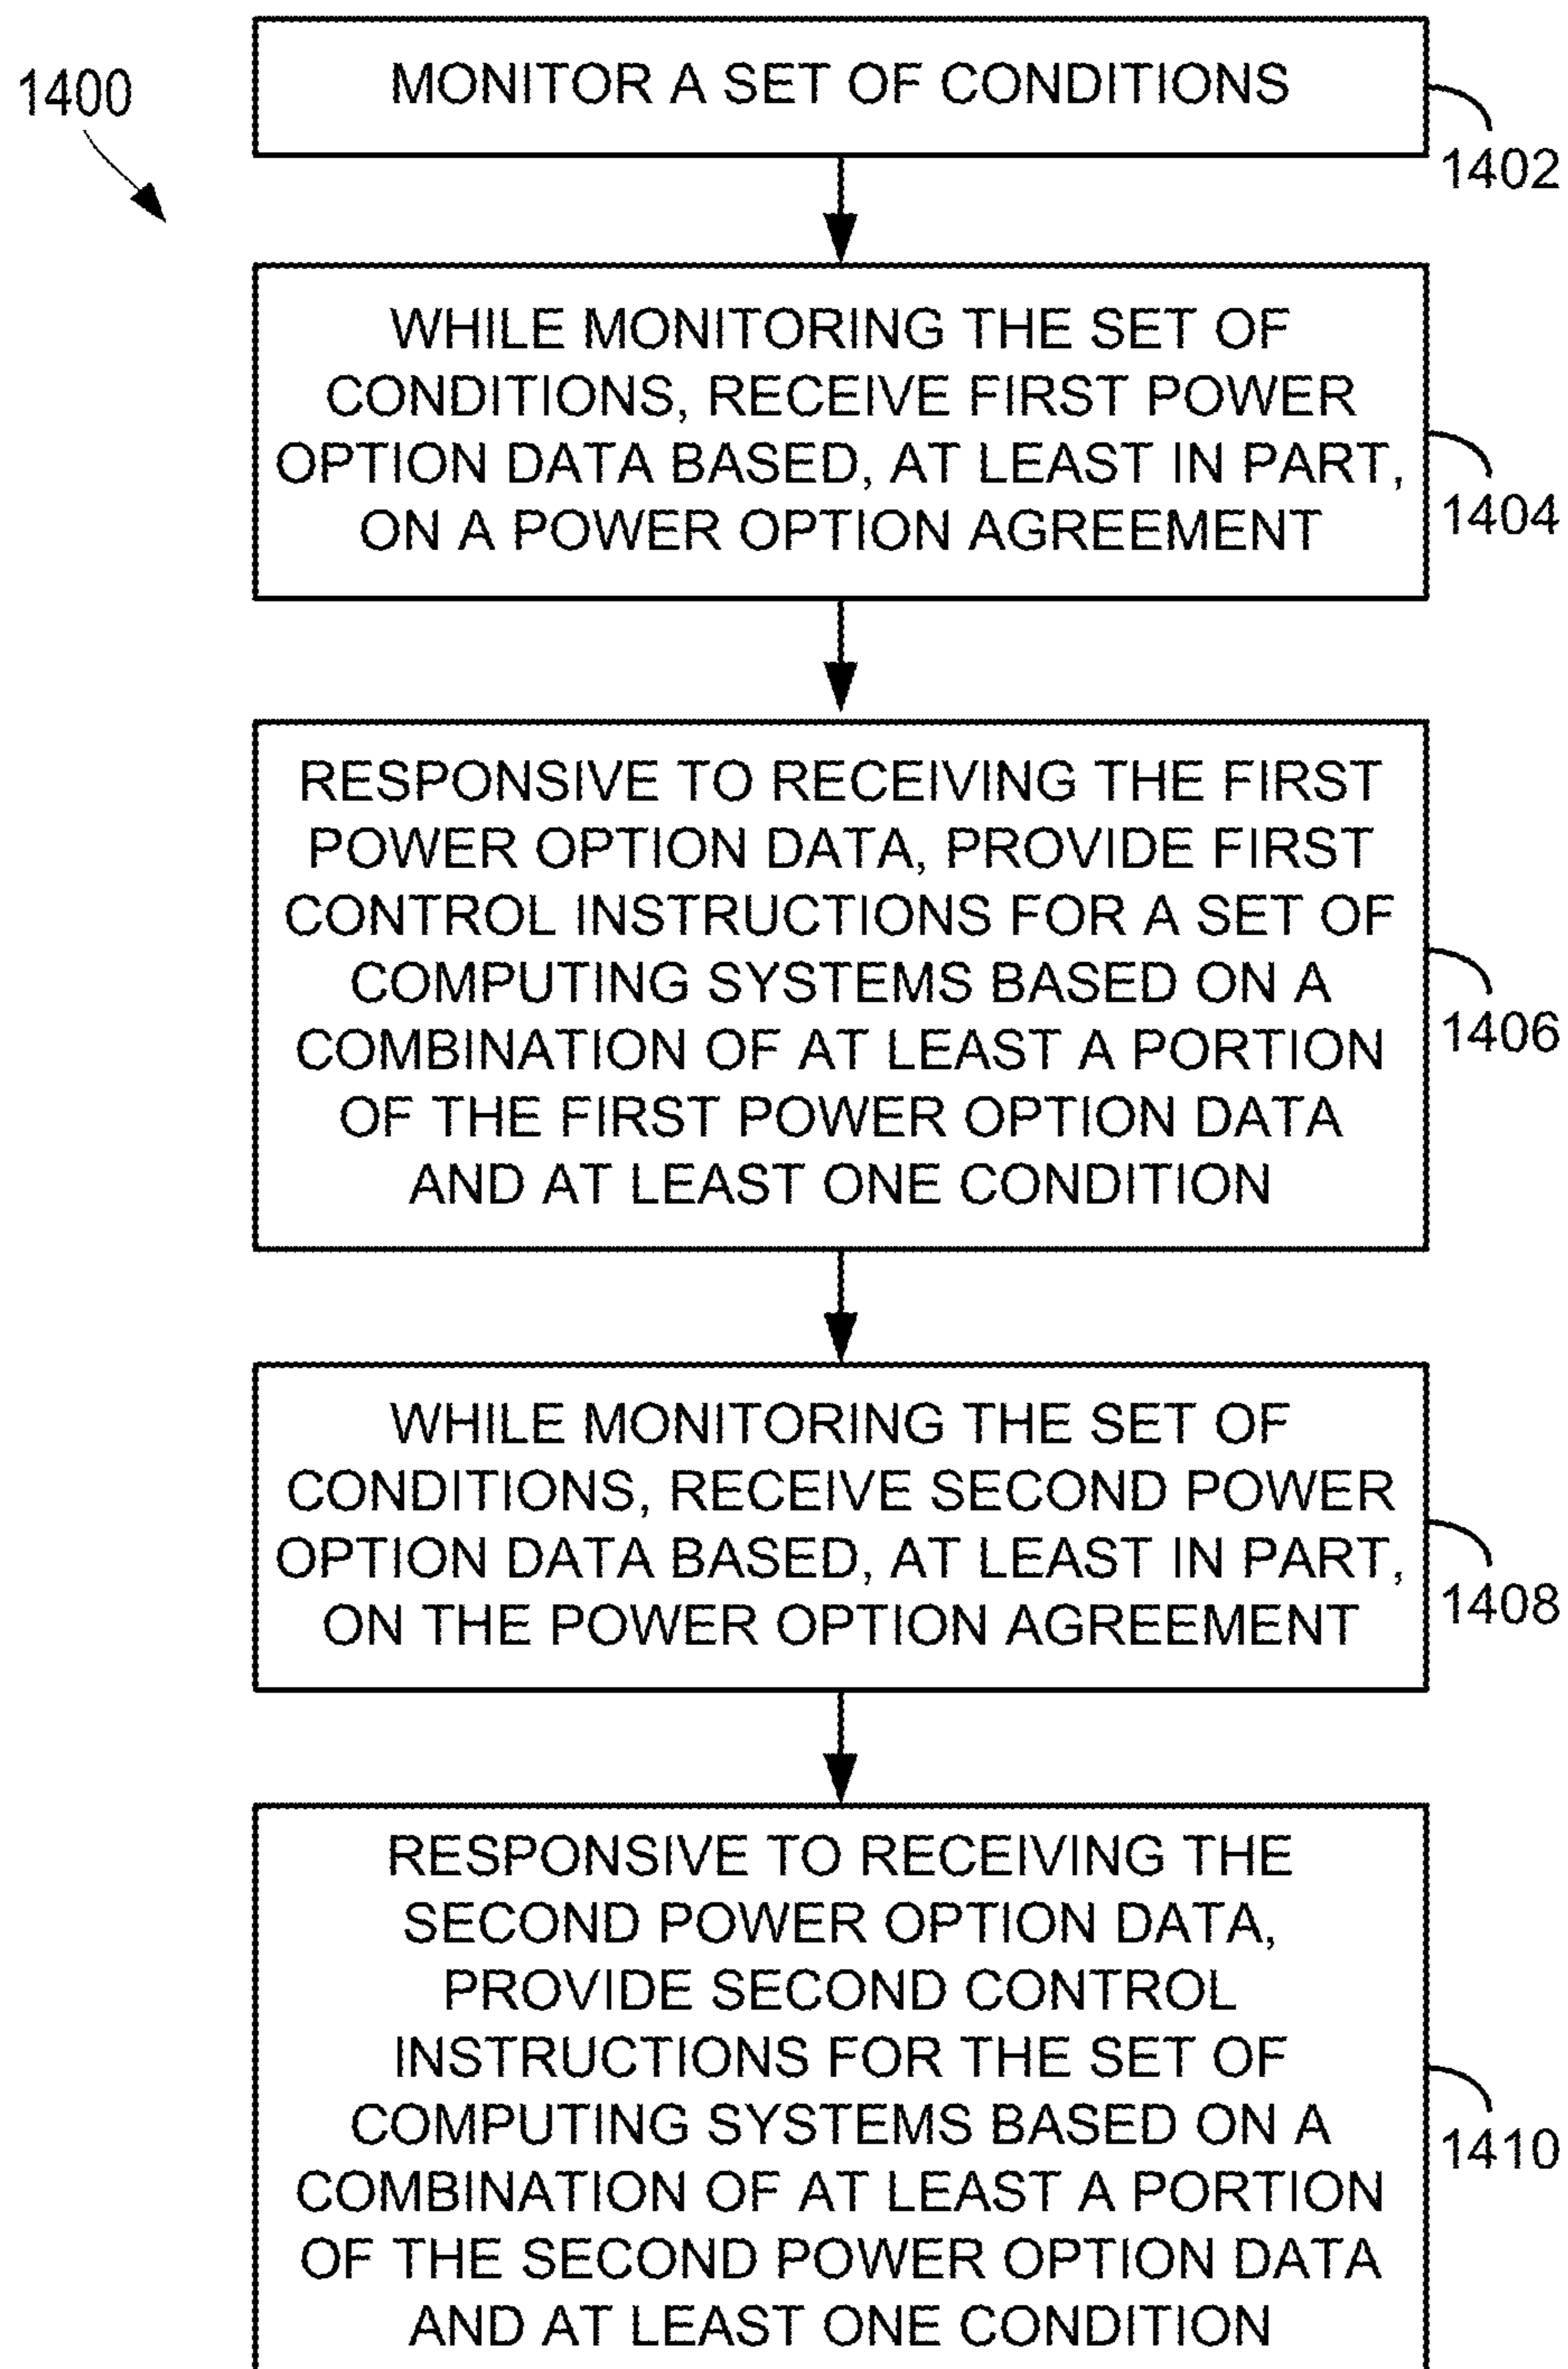 1400
MONITOR A SET OF CONDITIONS
1402
WHILE MONITORING THE SET OF
CONDITIONS, RECEIVE FIRST POWER
OPTION DATA BASED, AT LEAST IN PART,
ON A POWER OPTION AGREEMENT
1404
RESPONSIVE TO RECEIVING THE FIRST
POWER OPTION DATA, PROVIDE FIRST
CONTROL INSTRUCTIONS FOR A SET OF
COMPUTING SYSTEMS BASED ON A
COMBINATION OF AT LEAST A PORTION
OF THE FIRST POWER OPTION DATA
AND AT LEAST ONE CONDITION
1406
WHILE MONITORING THE SET OF
CONDITIONS, RECEIVE SECOND POWER
OPTION DATA BASED, AT LEAST IN PART,
ON THE POWER OPTION AGREEMENT
1408
RESPONSIVE TO RECEIVING THE
SECOND POWER OPTION DATA,
PROVIDE SECOND CONTROL
INSTRUCTIONS FOR THE SET OF
COMPUTING SYSTEMS BASED ON A
COMBINATION OF AT LEAST A PORTION
OF THE SECOND POWER OPTION DATA
AND AT LEAST ONE CONDITION
1410